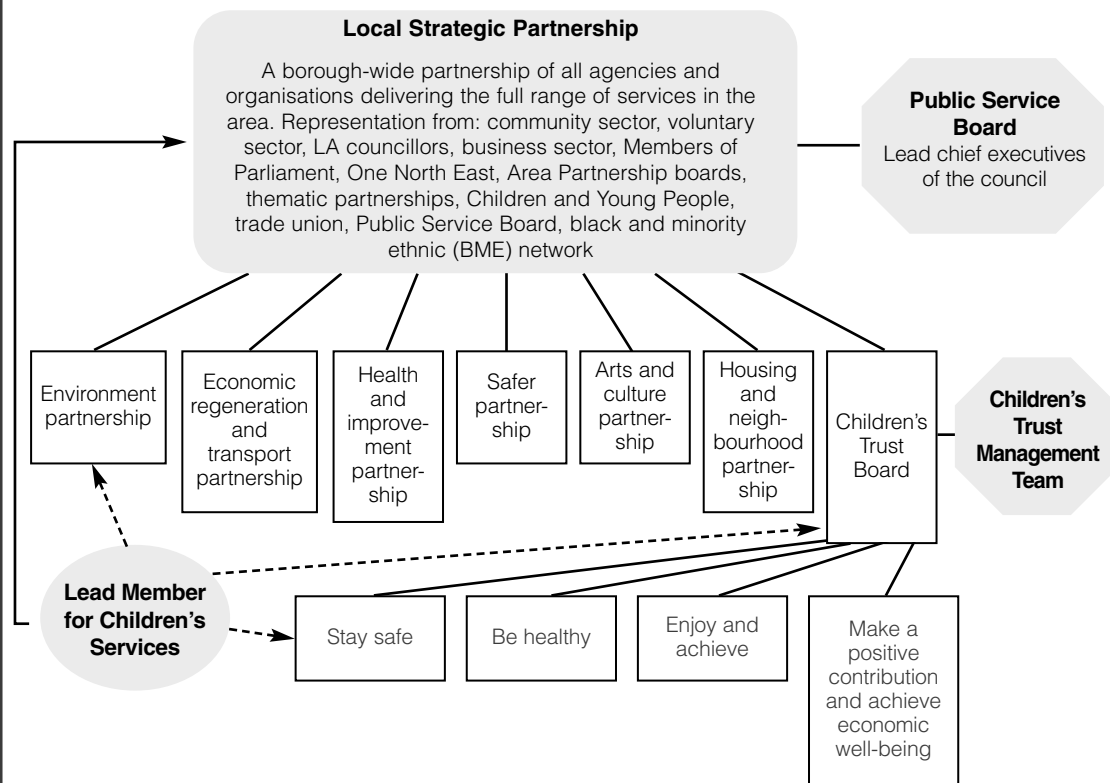 Local Strategic Partnership
A borough-wide partnership of all agencies and
organisations delivering the full range of services in the
area. Representation from: community sector, voluntary
sector, LA councillors, business sector, Members of
Parliament, One North East, Area Partnership boards,
thematic partnerships, Children and Young People,
trade union, Public Service Board, black and minority
ethnic (BME) network
Public Service
Board
Lead chief executives
of the council
Environment
partnership
Economic
regeneration
and
transport
partnership
Health
and
improve-
ment
partner-
ship
Safer
partner-
ship
Arts and
culture
partner-
ship
Housing
and
neigh-
bourhood
partner-
ship
Children's
Trust
Board
Children's
Trust
Management
Team
Lead Member
for Children's
Services
Stay safe
Be healthy
Enjoy and
achieve
Make a
positive
contribution
and achieve
economic
well-being